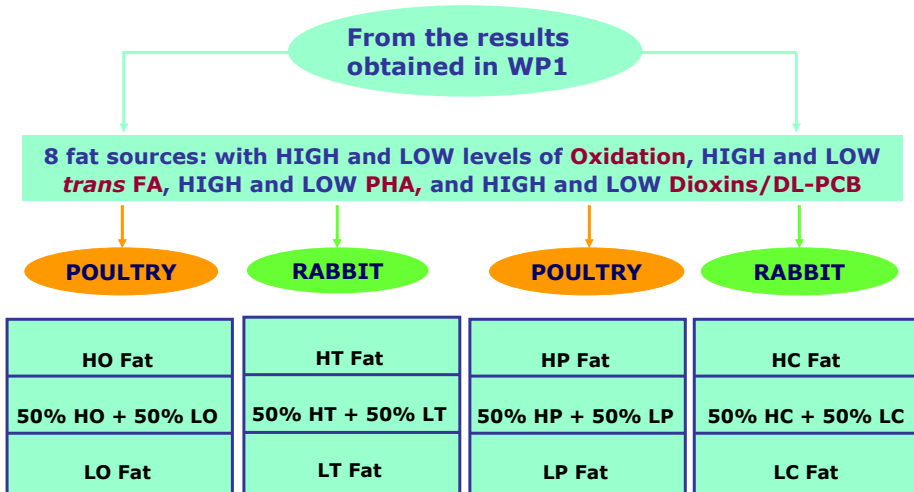 From the results
obtained in WP1
8 fat sources: with HIGH and LOW levels of Oxidation, HIGH and LOW
trans FA, HIGH and LOW PHA, and HIGH and LOW Dioxins/DL-PCB
POULTRY
RABBIT
POULTRY
RABBIT
HO Fat
HT Fat
HP Fat
HC Fat
50% HO + 50% LO
50% HT + 50% LT
50% HP + 50% LP
50% HC + 50% LC
LO Fat
LT Fat
LP Fat
LC Fat